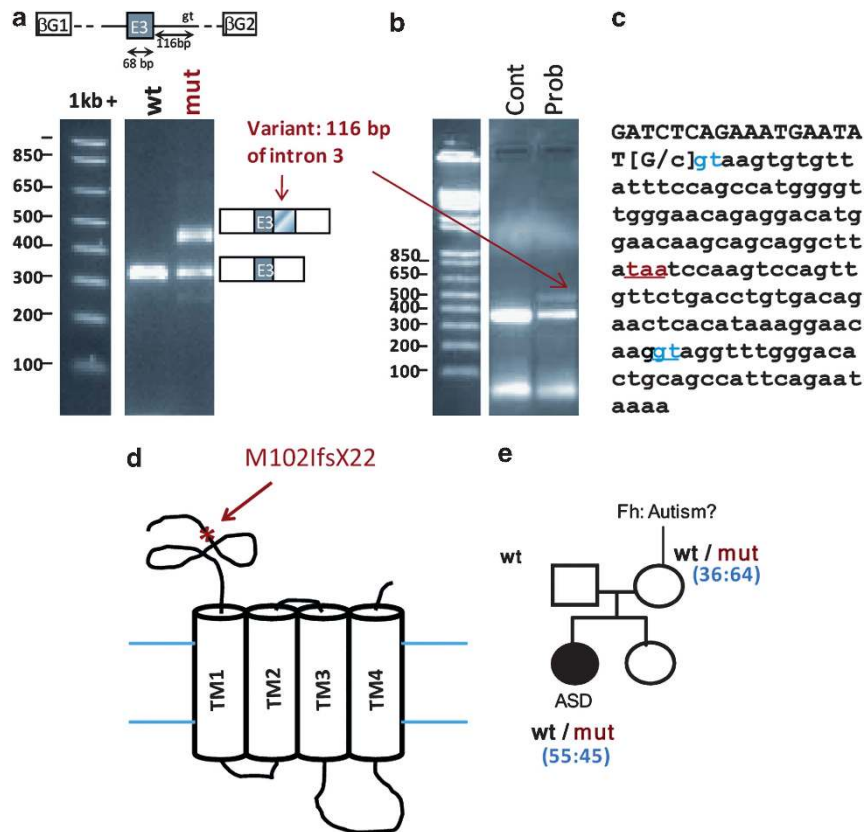 a
βG1
E3
gt
βG2
116bp
68 bp
1kb +
wt
mut
850
650
500
400
300
200
100
Variant: 116 bp
of intron 3
E3
E3
b
Cont
Prob
850
650
500
400
300
200
100
c
GATCTCAGAAATGAATA
T[G/c]gtaagtgtgtt
atttccagccatggggt
tgggaacagaggacatg
gaacaagcagcaggctt
ataatccaagtccagtt
gttctgacctgtgacag
aactcacataaaggaac
aaggtaggtttgggaca
ctgcagccattcagaat
aaaa
d
M102IfsX22
TM1
TM2
TM3
TM4
e
Fh: Autism?
wt
wt / mut
(36:64)
ASD
wt / mut
(55:45)